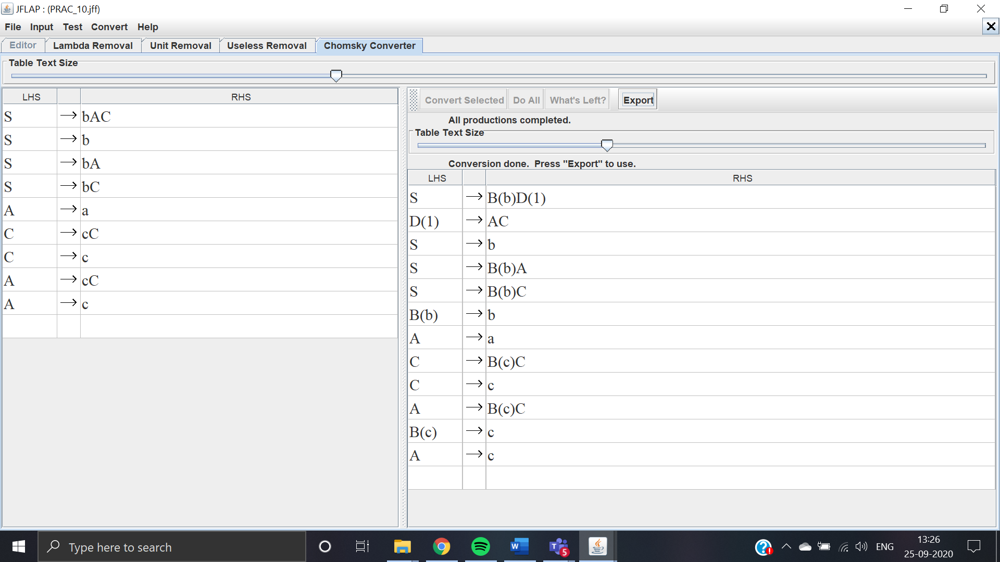 JFLAP : (PRAC_10.jff)
File Input Test Convert Help
Editor Lambda Removal Unit Removal Useless Removal Chomsky Converter
Table Text Size
LHS RHS
S → bAC
S → b
S → bA
S → bC
A → a
C → cC
C → c
A → cC
A → c
Convert Selected Do All What's Left? Export
All productions completed.
Table Text Size
Conversion done. Press "Export" to use.
LHS RHS
S → B(b)D(1)
D(1) → AC
S → b
S → B(b)A
S → B(b)C
B(b) → b
A → a
C → B(c)C
C → c
A → B(c)C
B(c) → c
A → c
Type here to search
W
T
5
ENG
13:26
25-09-2020